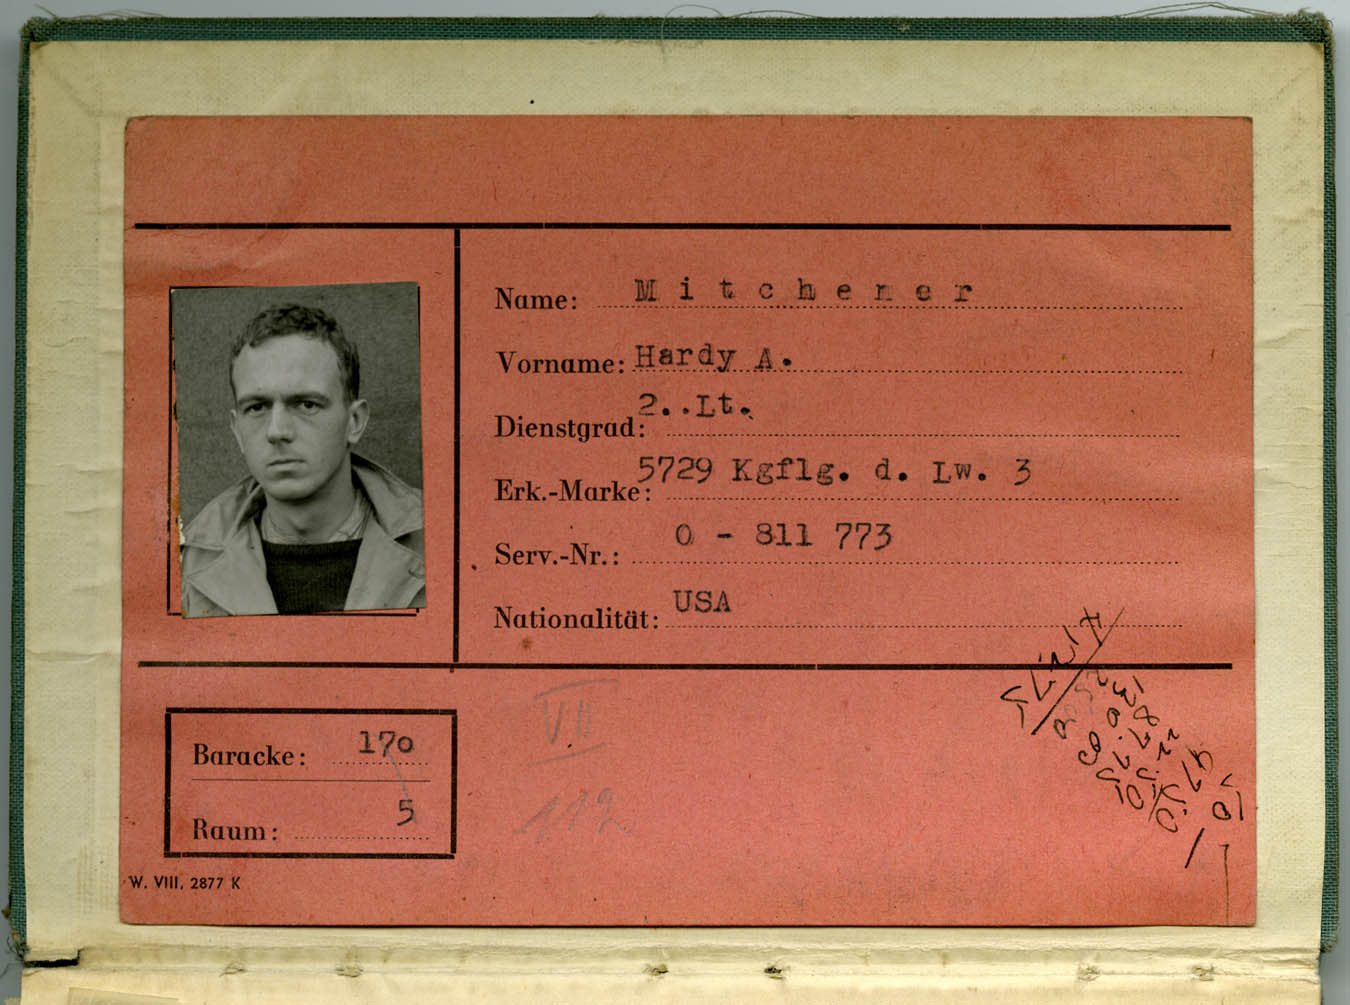 Name: Mitchener
Vorname: Hardy A.
Dienstgrad: 2. Lt.
Erk.-Marke: 5729 Kgflg. d. Lw. 3
Serv.-Nr.: O - 811 773
Nationalität: USA
Baracke: 170
Raum: 5
VII
112
W. VIII, 2877 K